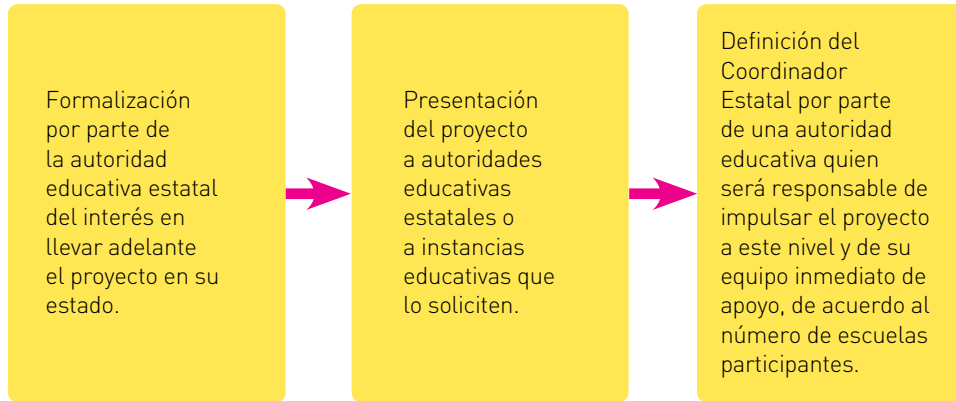 Formalización
por parte de
la autoridad
educativa estatal
del interés en
llevar adelante
el proyecto en su
estado.
Presentación
del proyecto
a autoridades
educativas
estatales o
a instancias
educativas que
lo soliciten.
Definición del
Coordinador
Estatal por parte
de una autoridad
educativa quien
será responsable de
impulsar el proyecto
a este nivel y de su
equipo inmediato de
apoyo, de acuerdo al
número de escuelas
participantes.